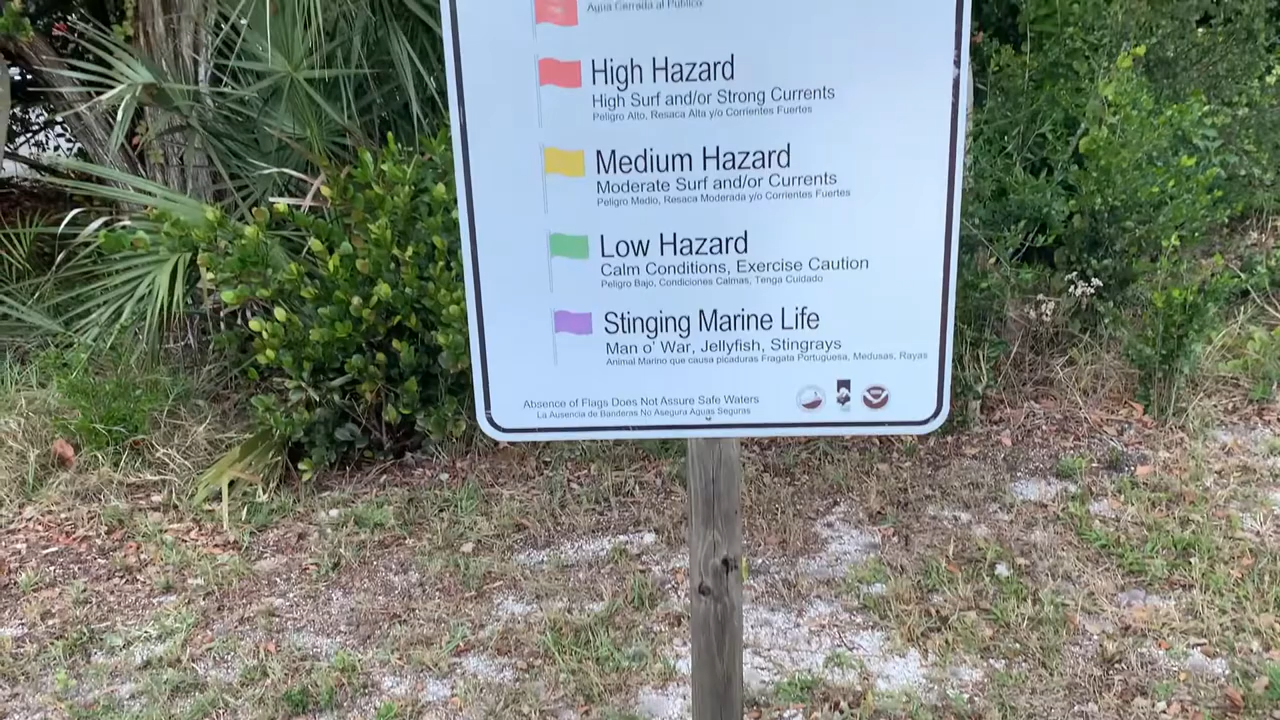 Agua Cerrada al Publico
High Hazard
High Surf and/or Strong Currents
Peligro Alto, Resaca Alta y/o Corrientes Fuertes
Medium Hazard
Moderate Surf and/or Currents
Peligro Medio, Resaca Moderada y/o Corrientes Fuertes
Low Hazard
Calm Conditions, Exercise Caution
Peligro Bajo, Condiciones Calmas, Tenga Cuidado
Stinging Marine Life
Man o' War, Jellyfish, Stingrays
Animal Marino que causa picaduras Fragata Portuguesa, Medusas, Rayas
Absence of Flags Does Not Assure Safe Waters
La Ausencia de Banderas No Asegura Aguas Seguras